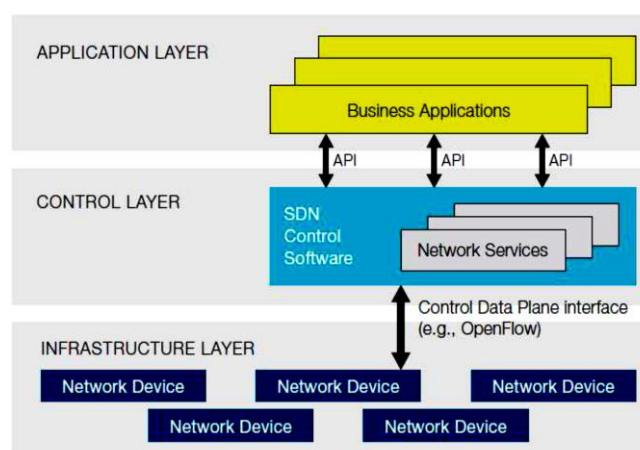 APPLICATION LAYER
Business Applications
API
API
API
CONTROL LAYER
SDN
Control
Software
Network Services
Control Data Plane interface
(e.g., OpenFlow)
INFRASTRUCTURE LAYER
Network Device
Network Device
Network Device
Network Device
Network Device